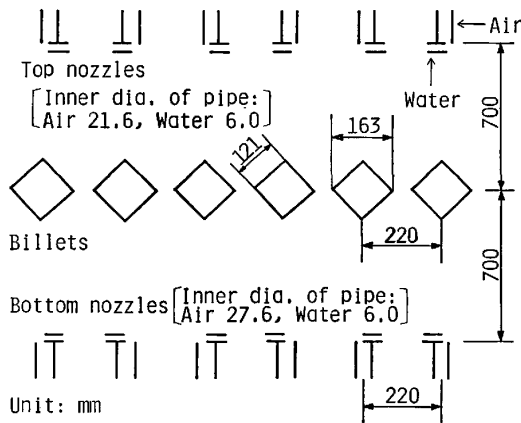 Air
Top nozzles
Water
[Inner dia. of pipe:
Air 21.6, Water 6.0]
700
121
163
Billets
220
700
Bottom nozzles [Inner dia. of pipe:
Air 27.6, Water 6.0]
Unit: mm
220